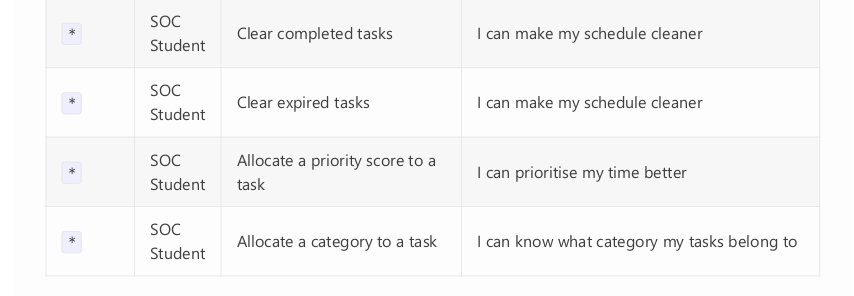 * SOC Student Clear completed tasks I can make my schedule cleaner
* SOC Student Clear expired tasks I can make my schedule cleaner
* SOC Student Allocate a priority score to a task I can prioritise my time better
* SOC Student Allocate a category to a task I can know what category my tasks belong to